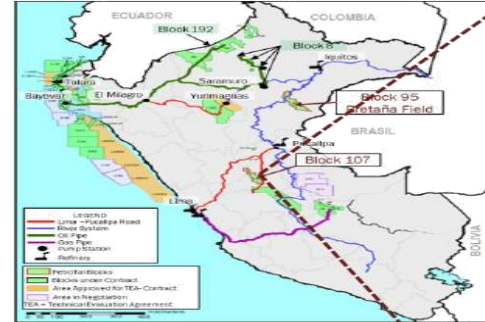 ECUADOR
COLOMBIA
Block 192
Block 8
Talara
Iquitos
Saramuro
Bayovar
El Milagro
Yurimaguas
Block 95
Bretaña Field
BRASIL
Pucallpa
Block 107
Lima
BOLIVIA
LEGEND
Lima - Pucallpa Road
River System
Oil Pipe
Gas Pipe
Pump Station
Refinery
Petrolifal Blocks
Blocks under Contract
Area Approved for TEA- Contract
Area in Negotiation
TEA = Technical Evaluation Agreement